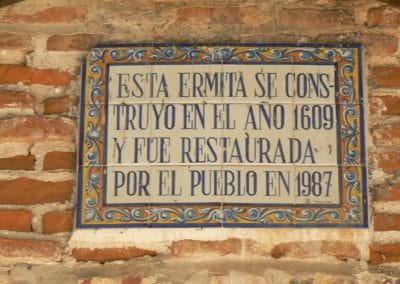 ESTA ERMITA SE CONS-
TRUYO EN EL AÑO 1609
Y FUE RESTAURADA
POR EL PUEBLO EN 1987